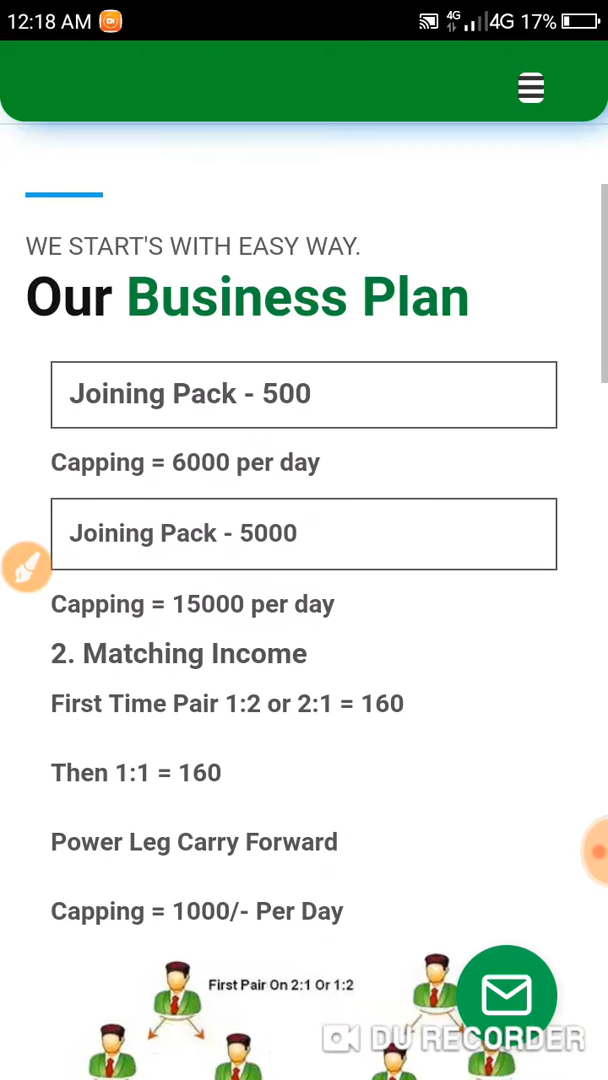 12:18 AM 4G 4G 17%
WE START'S WITH EASY WAY.
Our Business Plan
Joining Pack - 500
Capping = 6000 per day
Joining Pack - 5000
Capping = 15000 per day
2. Matching Income
First Time Pair 1:2 or 2:1 = 160
Then 1:1 = 160
Power Leg Carry Forward
Capping = 1000/- Per Day
First Pair On 2:1 Or 1:2
DU RECORDER